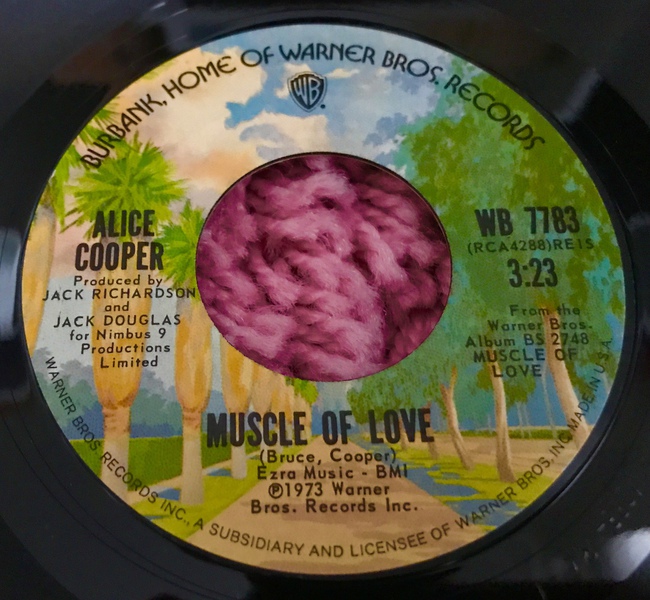 BURBANK, HOME OF WARNER BROS. RECORDS
WB
ALICE
COOPER
Produced by
JACK RICHARDSON
and
JACK DOUGLAS
for Nimbus 9
Productions
Limited
WB 7783
(RCA4288)RE1S
3:23
From the
Warner Bros.
Album BS 2748
MUSCLE OF
LOVE
MUSCLE OF LOVE
(Bruce, Cooper)
Ezra Music - BMI
℗1973 Warner
Bros. Records Inc.
WARNER BROS. RECORDS INC., A SUBSIDIARY AND LICENSEE OF WARNER BROS. INC. MADE IN U.S.A.